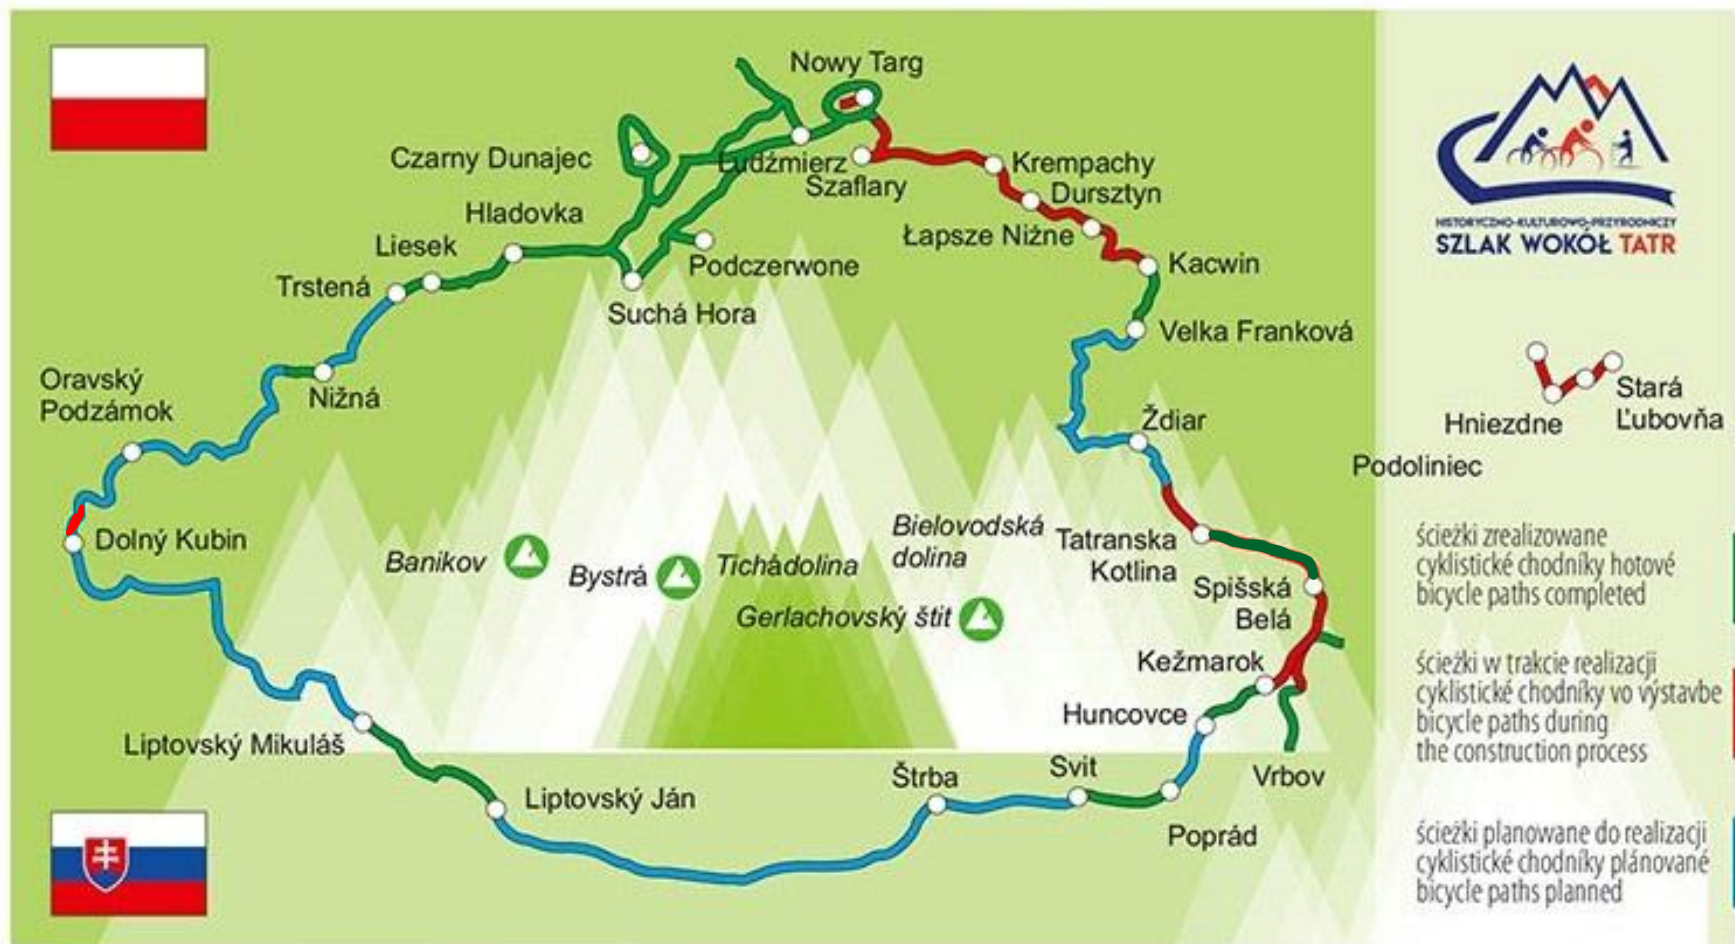 Nowy Targ
Czarny Dunajec
Ludźmierz
Szaflary
Krempachy
Dursztyn
Hladovka
Łapsze Niżne
Liesek
Podczerwone
Kacwin
Trstená
Suchá Hora
Velka Franková
Oravský
Podzámok
Nižná
Ždiar
Dolný Kubin
Banikov
Bystrá
Tichádolina
Bielovodská
dolina
Gerlachovský štit
Tatranska
Kotlina
Spišská
Belá
Kežmarok
Huncovce
Liptovský Mikuláš
Liptovský Ján
Štrba
Svit
Vrbov
Poprád
HISTORYCZNO-KULTUROWO-PRZYRODNICZY
SZLAK WOKÓŁ TATR
Stará
Ľubovňa
Hniezdne
Podoliniec
ścieżki zrealizowane
cyklistické chodníky hotové
bicycle paths completed
ścieżki w trakcie realizacji
cyklistické chodníky vo výstavbe
bicycle paths during
the construction process
ścieżki planowane do realizacji
cyklistické chodníky plánované
bicycle paths planned